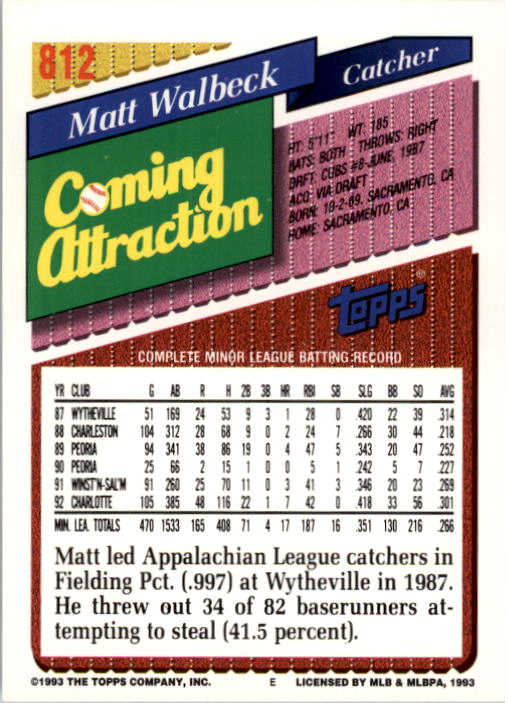 812
Matt Walbeck
Catcher
Coming
Attraction
HT: 5'11" WT: 185
BATS: BOTH THROWS: RIGHT
DRFT: CUBS #8-JUNE, 1987
ACQ: VIA DRAFT
BORN: 10-2-69, SACRAMENTO, CA
HOME: SACRAMENTO, CA
Topps®
COMPLETE MINOR LEAGUE BATTING RECORD
YR CLUB G AB R H 2B 3B HR RBI SB SLG BB SO AVG
87 WYTHEVILLE 51 169 24 53 9 3 1 28 0 .420 22 39 .314
88 CHARLESTON 104 312 28 68 9 0 2 24 7 .266 30 44 .218
89 PEORIA 94 341 38 86 19 0 4 47 5 .343 20 47 .252
90 PEORIA 25 66 2 15 1 0 0 5 1 .242 5 7 .227
91 WINST'N-SAL'M 91 260 25 70 11 0 3 41 3 .346 20 23 .269
92 CHARLOTTE 105 385 48 116 22 1 7 42 0 .418 33 56 .301
MIN. LEA. TOTALS 470 1533 165 408 71 4 17 187 16 .351 130 216 .266
Matt led Appalachian League catchers in
Fielding Pct. (.997) at Wytheville in 1987.
He threw out 34 of 82 baserunners at-
tempting to steal (41.5 percent).
©1993 THE TOPPS COMPANY, INC. E LICENSED BY MLB & MLBPA, 1993